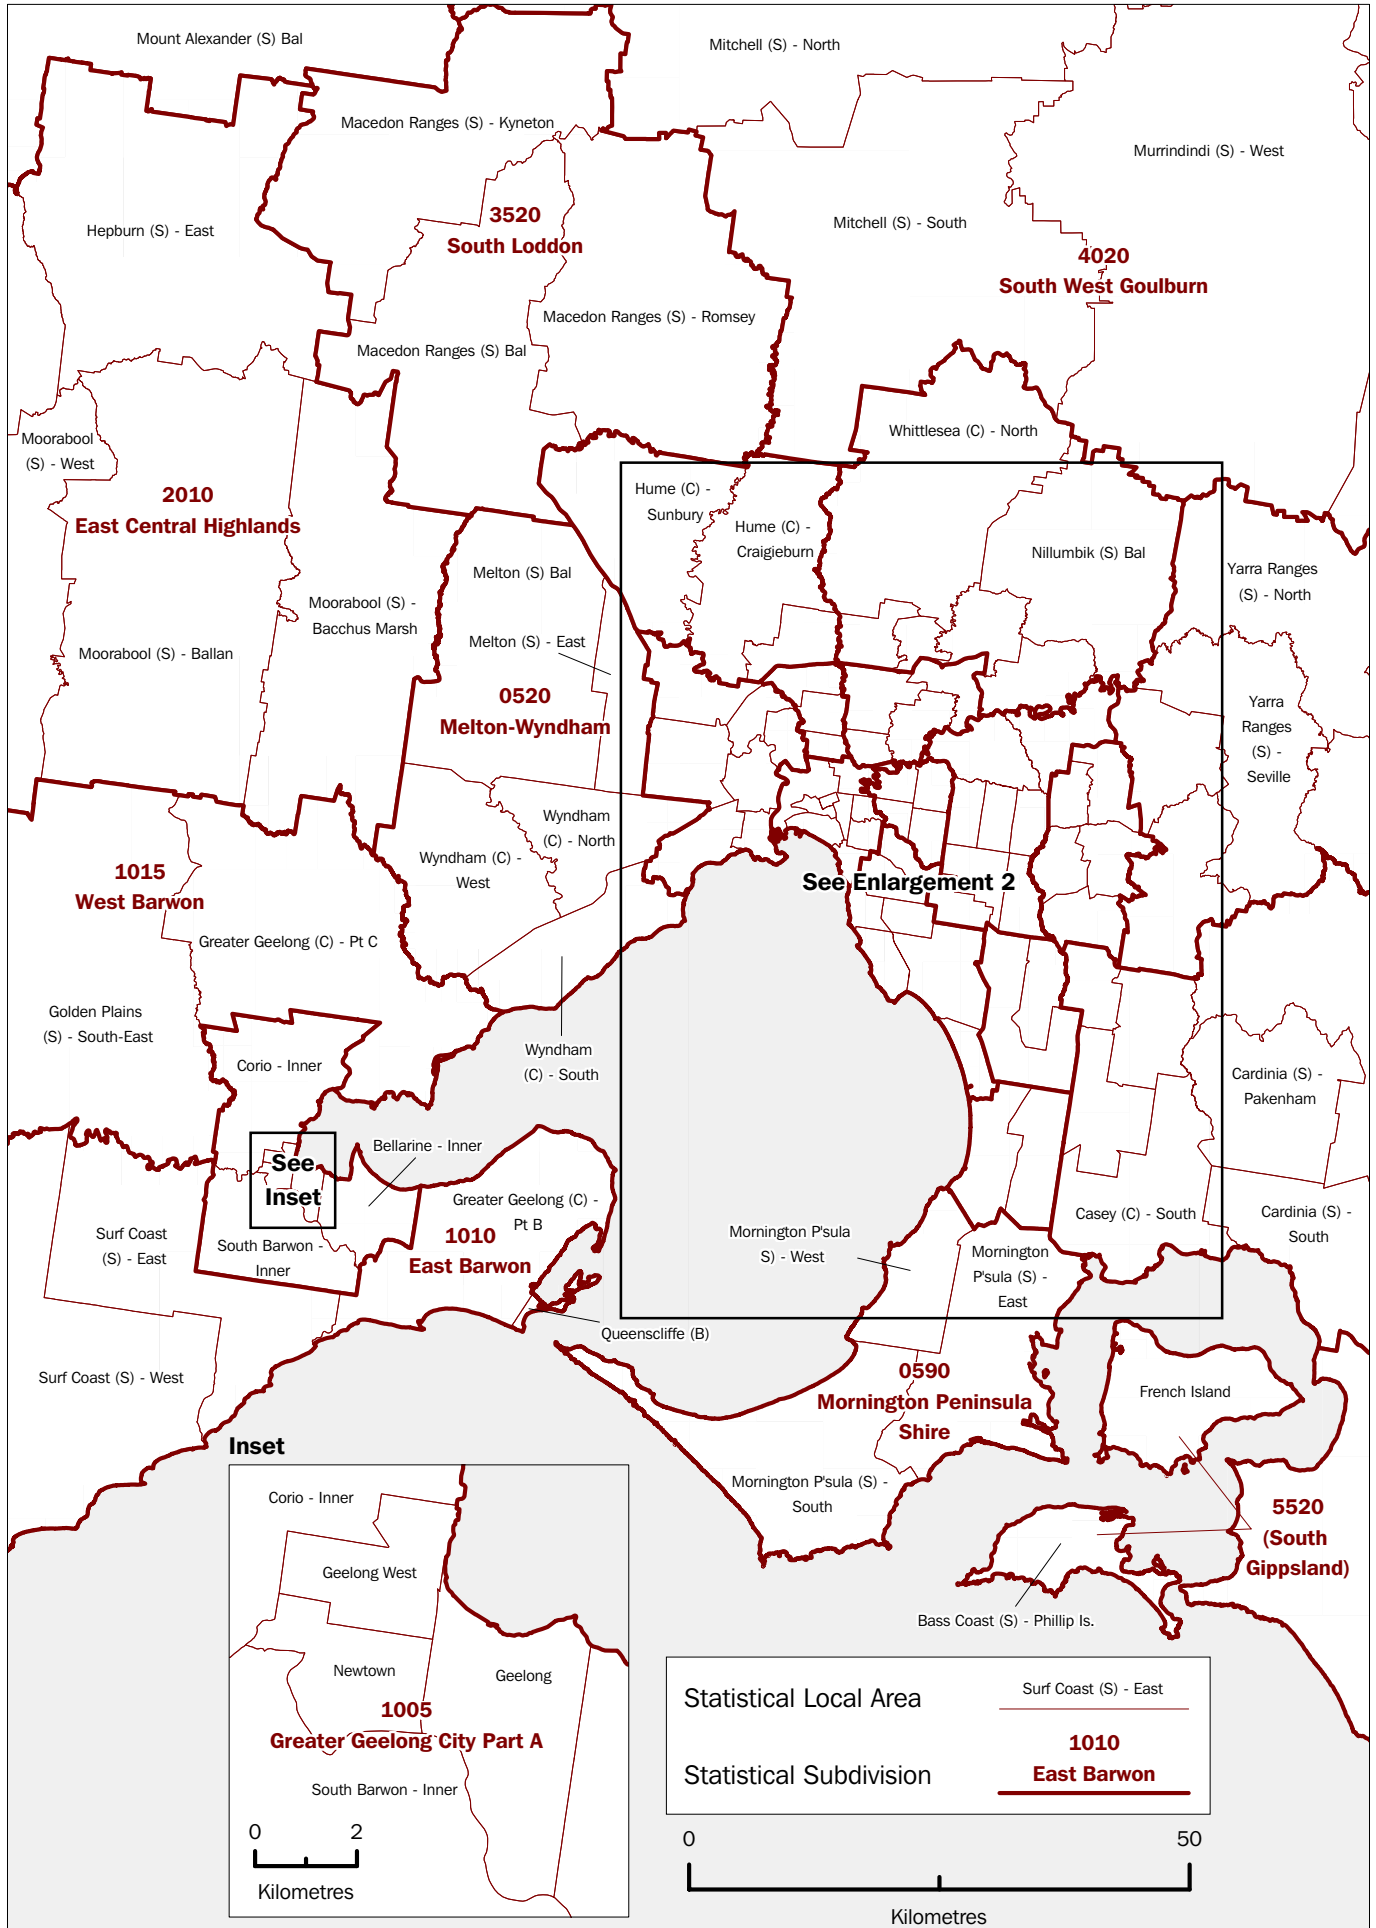 Mount Alexander (S) Bal
Mitchell (S) - North
Macedon Ranges (S) - Kyneton
Murrindindi (S) - West
Hepburn (S) - East
3520
South Loddon
Mitchell (S) - South
4020
South West Goulburn
Macedon Ranges (S) - Romsey
Macedon Ranges (S) Bal
Moorabool
(S) - West
Whittlesea (C) - North
2010
East Central Highlands
Hume (C) -
Sunbury
Hume (C) -
Craigieburn
Nillumbik (S) Bal
Yarra Ranges
(S) - North
Melton (S) Bal
Moorabool (S) -
Bacchus Marsh
Melton (S) - East
Moorabool (S) - Ballan
0520
Melton-Wyndham
Yarra
Ranges
(S) -
Seville
Wyndham
(C) - North
Wyndham (C) -
West
1015
West Barwon
See Enlargement 2
Greater Geelong (C) - Pt C
Golden Plains
(S) - South-East
Corio - Inner
Wyndham
(C) - South
Cardinia (S) -
Pakenham
Bellarine - Inner
See
Inset
Greater Geelong (C) -
Pt B
Surf Coast
(S) - East
South Barwon -
Inner
1010
East Barwon
Mornington P'sula
S) - West
Mornington
P'sula (S) -
East
Casey (C) - South
Cardinia (S) -
South
Queenscliffe (B)
Surf Coast (S) - West
0590
Mornington Peninsula
Shire
French Island
Mornington P'sula (S) -
South
5520
(South
Gippsland)
Bass Coast (S) - Phillip Is.
Inset
Corio - Inner
Geelong West
Newtown
Geelong
1005
Greater Geelong City Part A
South Barwon - Inner
0 2
Kilometres
Statistical Local Area
Surf Coast (S) - East
Statistical Subdivision
1010
East Barwon
0 50
Kilometres